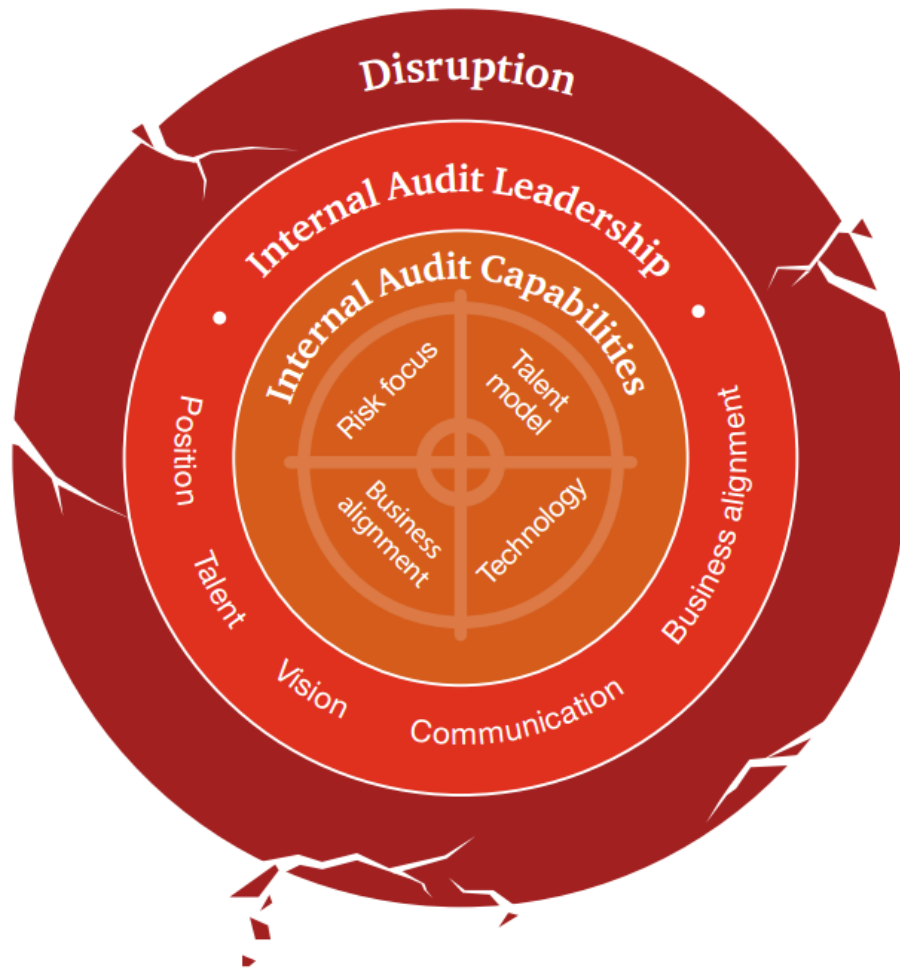 Disruption
Internal Audit Leadership
Internal Audit Capabilities
Risk focus
Talent
model
Business
alignment
Technology
Position
Talent
Vision
Communication
Business alignment